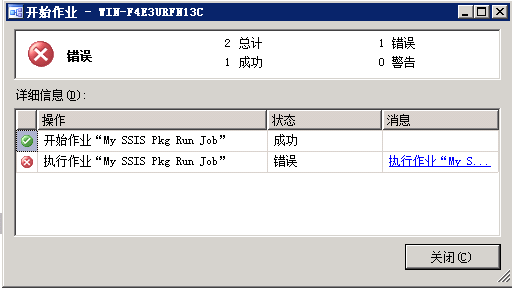 开始作业 - WIN-F4E3URFN13C
错误
2 总计
1 错误
1 成功
0 警告
详细信息(D):
操作 状态 消息
开始作业“My SSIS Pkg Run Job” 成功
执行作业“My SSIS Pkg Run Job” 错误 执行作业“My S...
关闭(C)